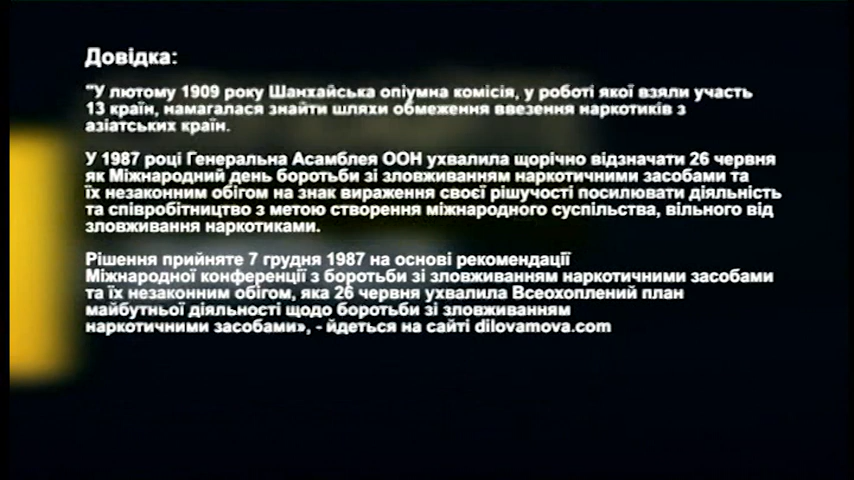 Довідка:
"У лютому 1909 року Шанхайська опіумна комісія, у роботі якої взяли участь
13 країн, намагалася знайти шляхи обмеження ввезення наркотиків з
азіатських країн.
У 1987 році Генеральна Асамблея ООН ухвалила щорічно відзначати 26 червня
як Міжнародний день боротьби зі зловживанням наркотичними засобами та
їх незаконним обігом на знак вираження своєї рішучості посилювати діяльність
та співробітництво з метою створення міжнародного суспільства, вільного від
зловживання наркотиками.
Рішення прийняте 7 грудня 1987 на основі рекомендації
Міжнародної конференції з боротьби зі зловживанням наркотичними засобами
та їх незаконним обігом, яка 26 червня ухвалила Всеохоплений план
майбутньої діяльності щодо боротьби зі зловживанням
наркотичними засобами», - йдеться на сайті dilovamova.com